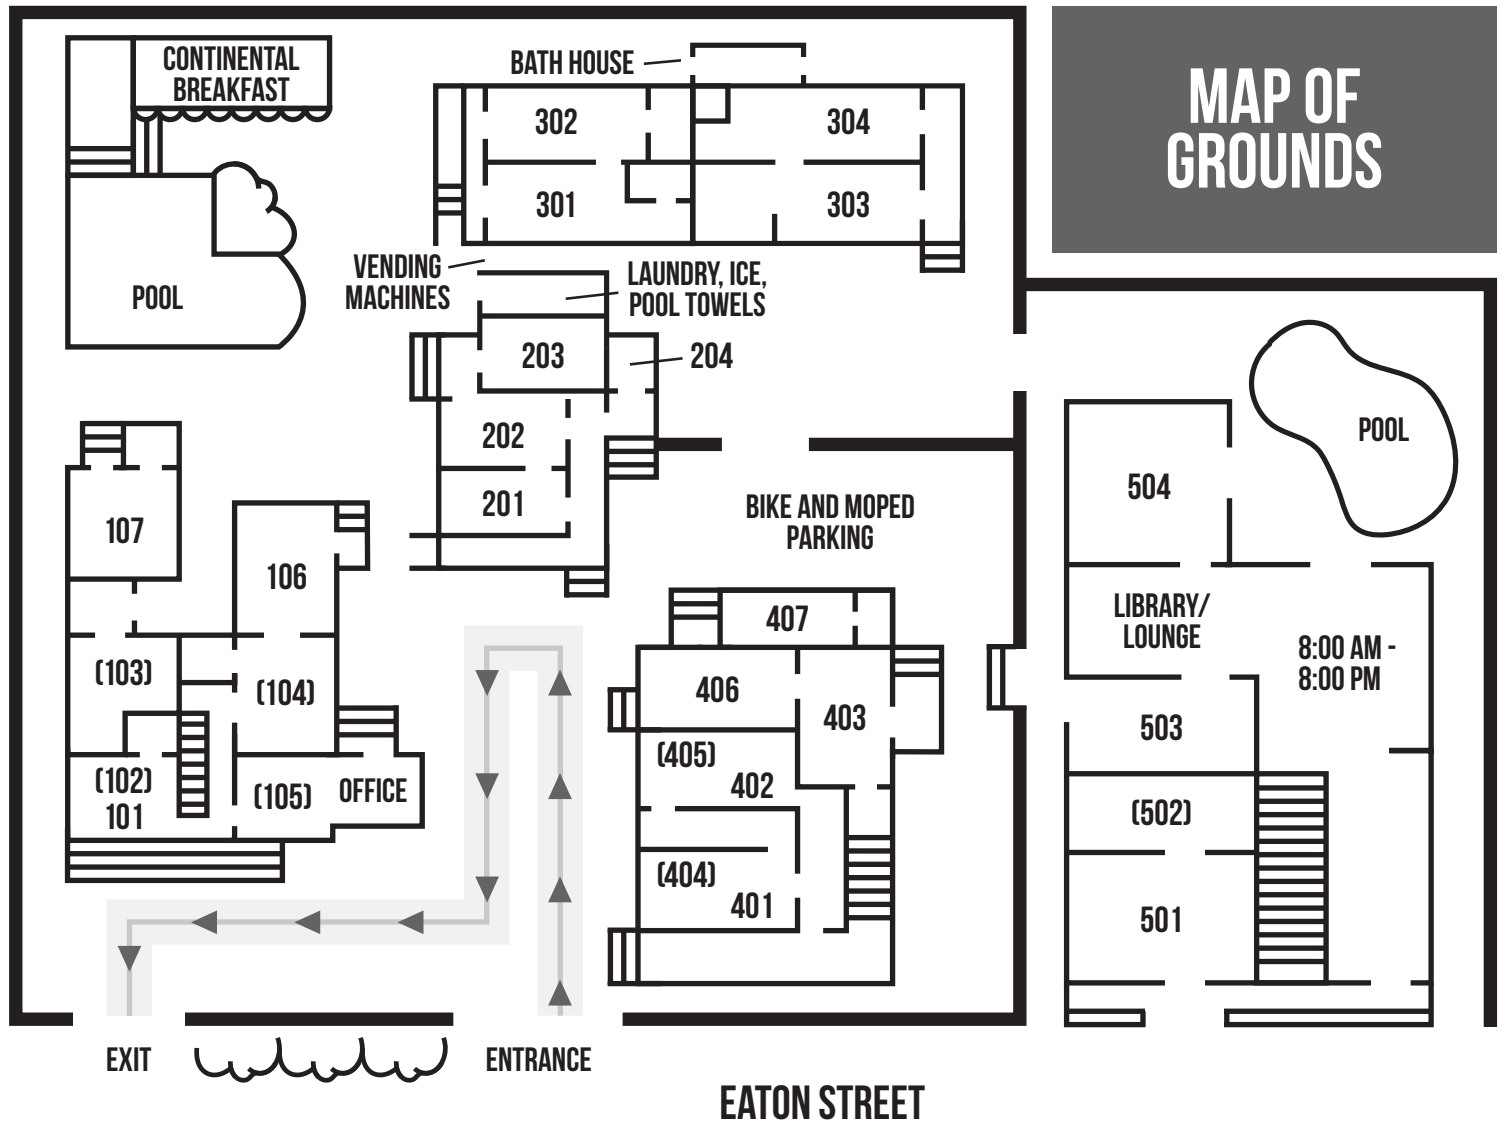 MAP OF
GROUNDS
CONTINENTAL
BREAKFAST
BATH HOUSE
302
304
301
303
VENDING
MACHINES
LAUNDRY, ICE,
POOL TOWELS
POOL
203
204
202
201
107
106
(103)
(104)
(102)
101
(105)
OFFICE
BIKE AND MOPED
PARKING
407
406
403
(405)
402
(404)
401
POOL
504
LIBRARY/
LOUNGE
8:00 AM -
8:00 PM
503
(502)
501
EXIT
ENTRANCE
EATON STREET